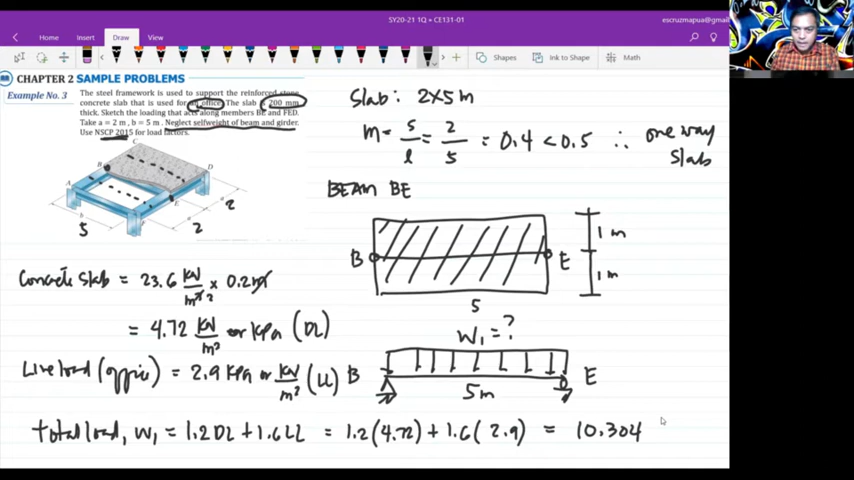 SY20-21 1Q ▸ CE131-01
escruzmapua@gmail
Home Insert Draw View
Shapes Ink to Shape Math
CHAPTER 2 SAMPLE PROBLEMS
Example No. 3
The steel framework is used to support the reinforced stone
concrete slab that is used for an office. The slab is 200 mm
thick. Sketch the loading that acts along members BE and FED.
Take a = 2 m, b = 5 m. Neglect selfweight of beam and girder.
Use NSCP 2015 for load factors.
C
B D
A
E
a 2
b a
5 F 2
Slab: 2x5m
m = s/l = 2/5 = 0.4 < 0.5 ∴ one way
slab
BEAM BE
B E
1 m
1 m
5
Concrete slab = 23.6 kN/m³ x 0.2m
= 4.72 kN/m² or kPa (DL)
W₁ = ?
Live load (office) = 2.9 kPa or kN/m² (LL)
B E
5m
Total load, W₁ = 1.2DL + 1.6LL = 1.2(4.72) + 1.6(2.9) = 10.304